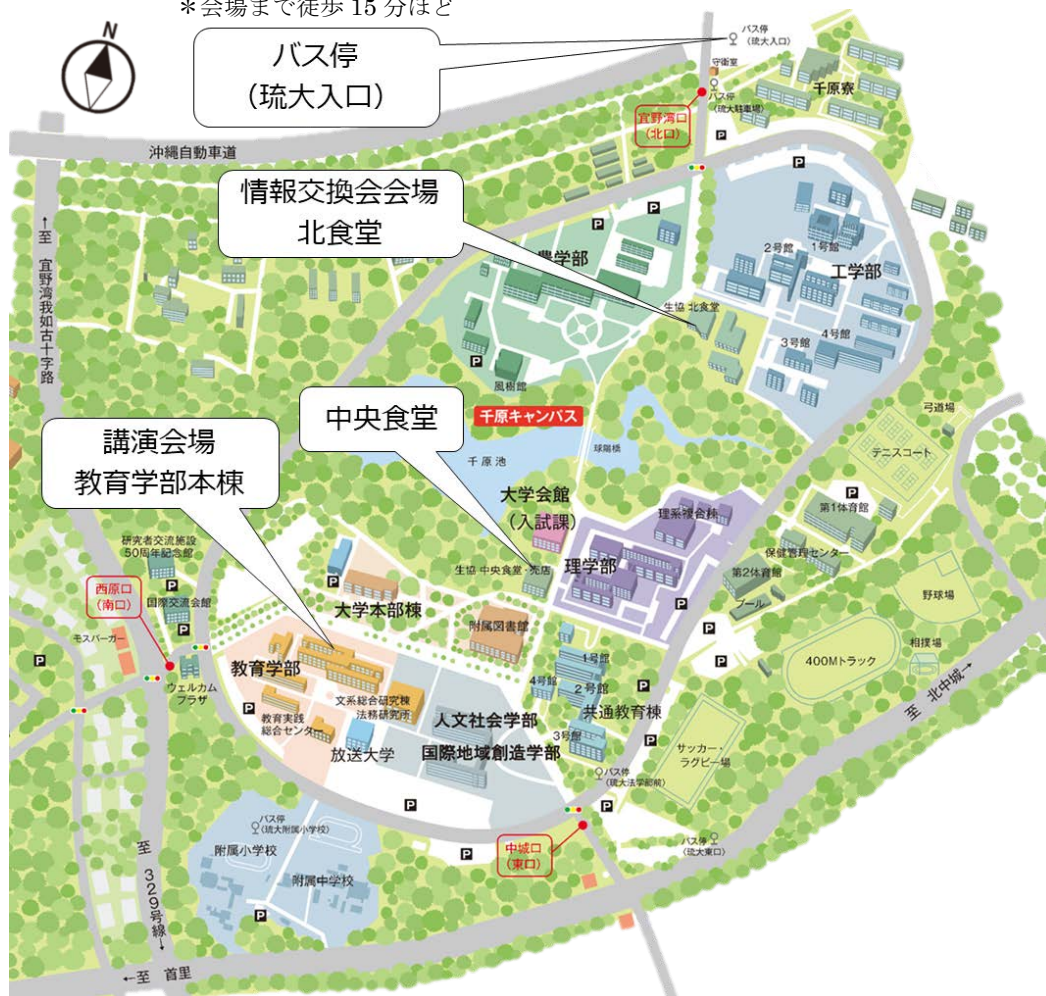 ＊会場まで徒歩 15 分ほど
N
バス停
（琉大入口）
バス停
（琉大入口）
守衛室
バス停
（琉大駐車場）
千原寮
宜野湾口
（北口）
P
沖縄自動車道
P
情報交換会会場
北食堂
P
P
農学部
2号館
1号館
工学部
←至 宜野湾我如古十字路
生協 北食堂
4号館
3号館
P
風樹館
中央食堂
千原キャンパス
弓道場
講演会場
教育学部本棟
千原池
球陽橋
テニスコート
大学会館
（入試課）
P
第1体育館
理系複合棟
研究者交流施設
50周年記念館
保健管理センター
生協 中央食堂・売店
理学部
第2体育館
西原口
（南口）
P
国際交流会館
P
P
プール
野球場
大学本部棟
附属図書館
P
P
モスバーガー
P
1号館
400Mトラック
相撲場
教育学部
4号館
2号館
ウェルカム
プラザ
文系総合研究棟
法務研究所
P
共通教育棟
至 北中城→
P
教育実践
総合センタ
人文社会学部
3号館
P
サッカー・
ラグビー場
放送大学
国際地域創造学部
バス停
（琉大法学部前）
P
P
バス停
（琉大附属小学校）
中城口
（東口）
バス停
（琉大東口）
附属小学校
P
至 329号線→
附属中学校
P
←至 首里